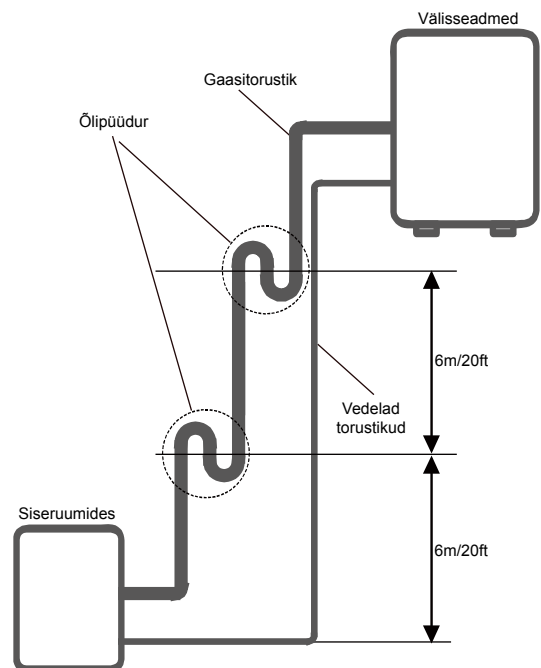 Välisseadmed
Gaasitorustik
Õlipüüdur
6m/20ft
Vedelad
torustikud
Siseruumides
6m/20ft